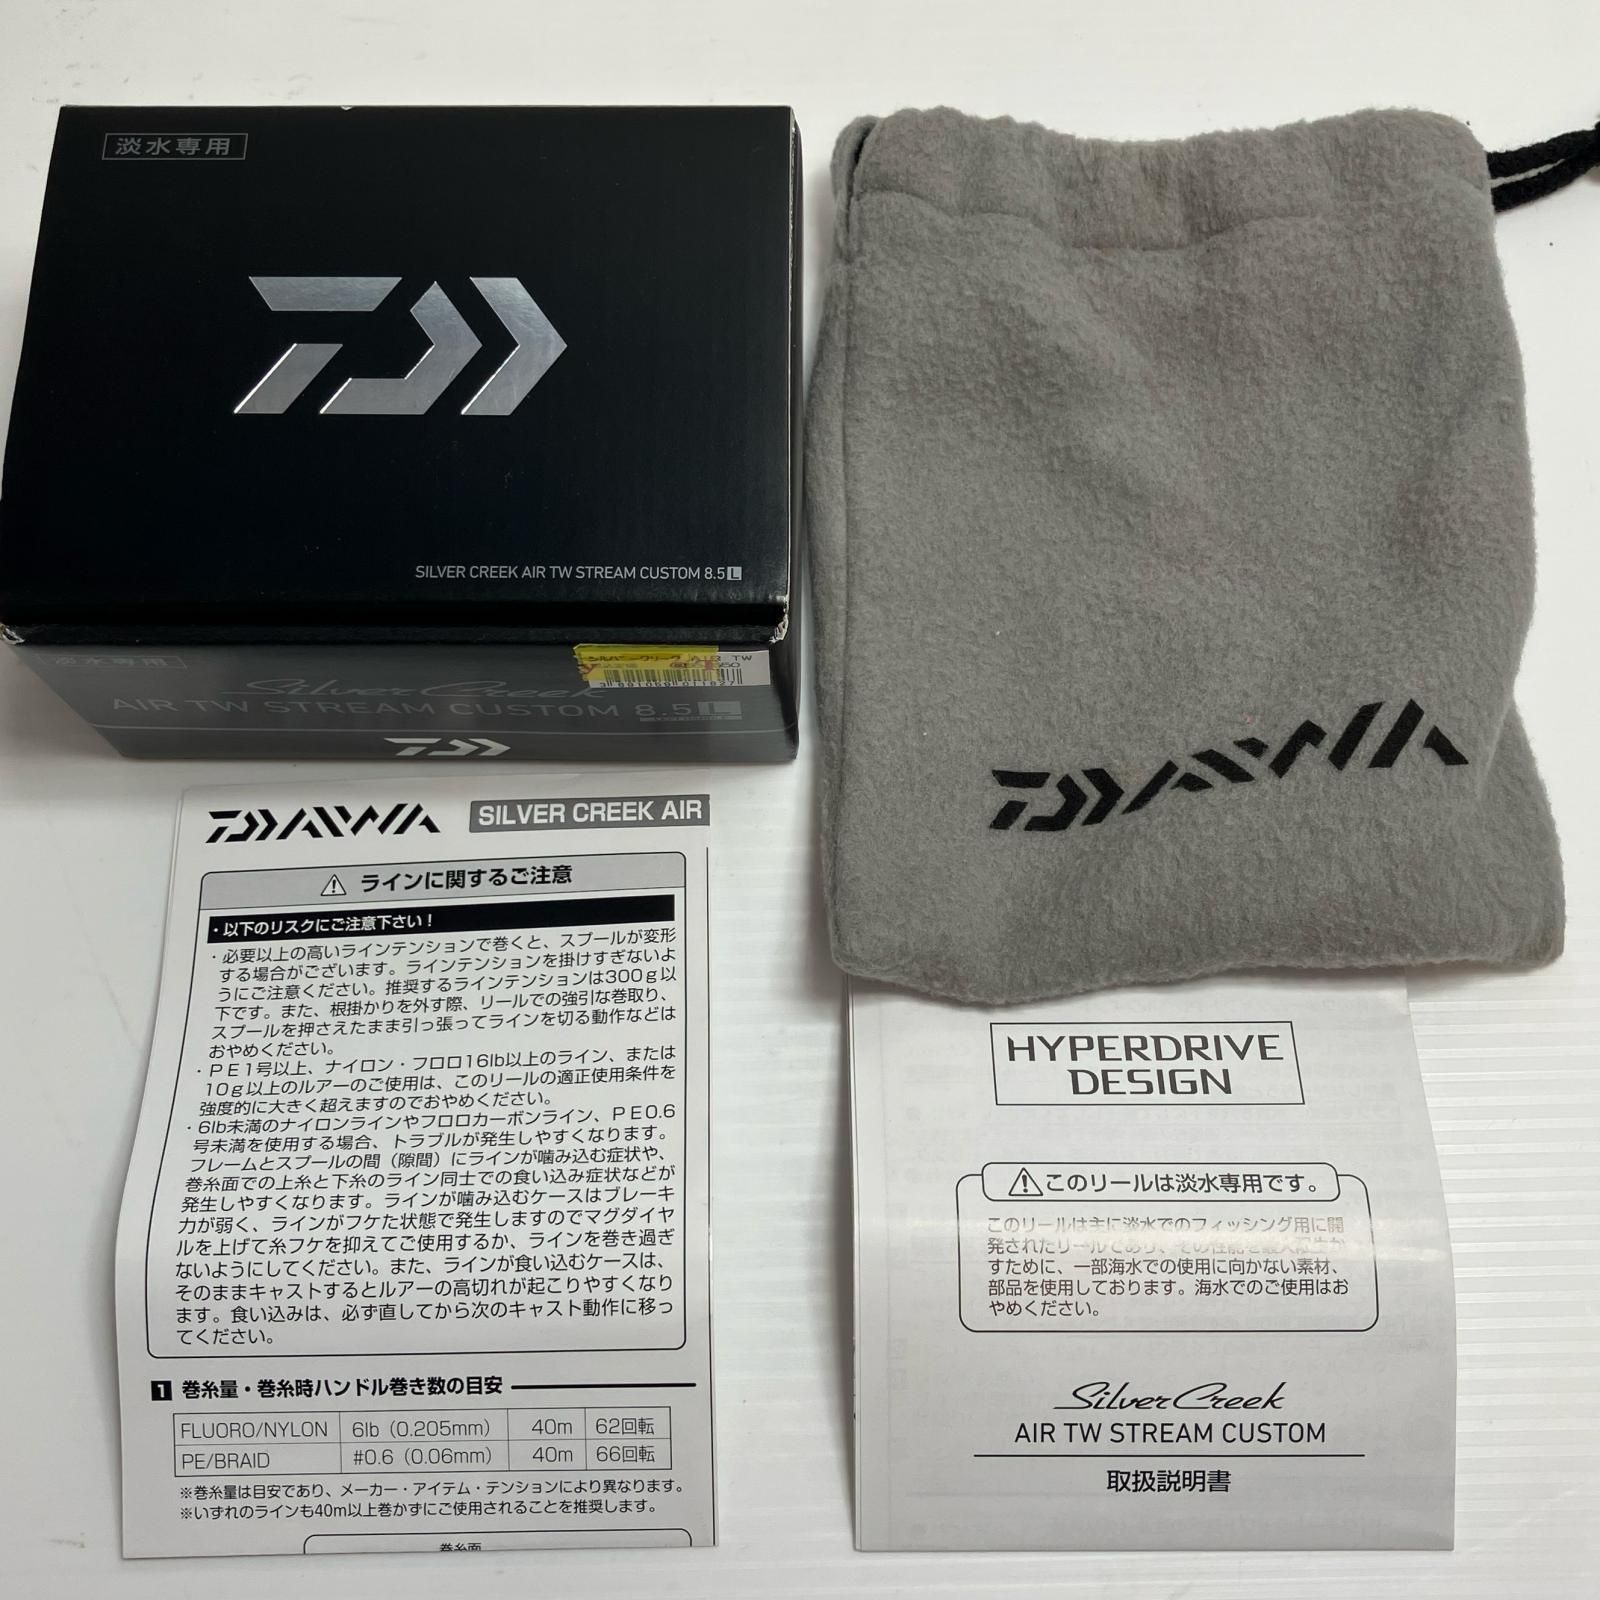 淡水専用
SILVER CREEK AIR TW STREAM CUSTOM 8.5 L
淡水専用
シルバークリーク AIR TW
Silver Creek
AIR TW STREAM CUSTOM 8.5 L
DAIWA
DAIWA SILVER CREEK AIR
⚠ ラインに関するご注意
・以下のリスクにご注意下さい！
・必要以上の高いラインテンションで巻くと、スプールが変形
する場合がございます。ラインテンションを掛けすぎないよ
うにご注意ください。推奨するラインテンションは300g以
下です。また、根掛かりを外す際、リールでの強引な巻取り、
スプールを押さえたまま引っ張ってラインを切る動作などは
おやめください。
・PE1号以上、ナイロン・フロロ16lb以上のライン、または
10g以上のルアーのご使用は、このリールの適正使用条件を
強度的に大きく超えますのでおやめください。
・6lb未満のナイロンラインやフロロカーボンライン、PE0.6
号未満を使用する場合、トラブルが発生しやすくなります。
フレームとスプールの間（隙間）にラインが噛み込む症状や、
巻糸面での上糸と下糸のライン同士での食い込み症状などが
発生しやすくなります。ラインが噛み込むケースはブレーキ
力が弱く、ラインがフケた状態で発生しますのでマグダイヤ
ルを上げて糸フケを抑えてご使用するか、ラインを巻き過ぎ
ないようにしてください。また、ラインが食い込むケースは、
そのままキャストするとルアーの高切れが起こりやすくなり
ます。食い込みは、必ず直してから次のキャスト動作に移っ
てください。
1 巻糸量・巻糸時ハンドル巻き数の目安
FLUORO/NYLON 6lb（0.205mm） 40m 62回転
PE/BRAID #0.6（0.06mm） 40m 66回転
※巻糸量は目安であり、メーカー・アイテム・テンションにより異なります。
※いずれのラインも40m以上巻かずにご使用されることを推奨します。
巻糸面
HYPERDRIVE
DESIGN
⚠このリールは淡水専用です。
このリールは主に淡水でのフィッシング用に開
発されたリールであり、その性能を最大限生か
すために、一部海水での使用に向かない素材、
部品を使用しております。海水でのご使用はお
やめください。
Silver Creek
AIR TW STREAM CUSTOM
取扱説明書